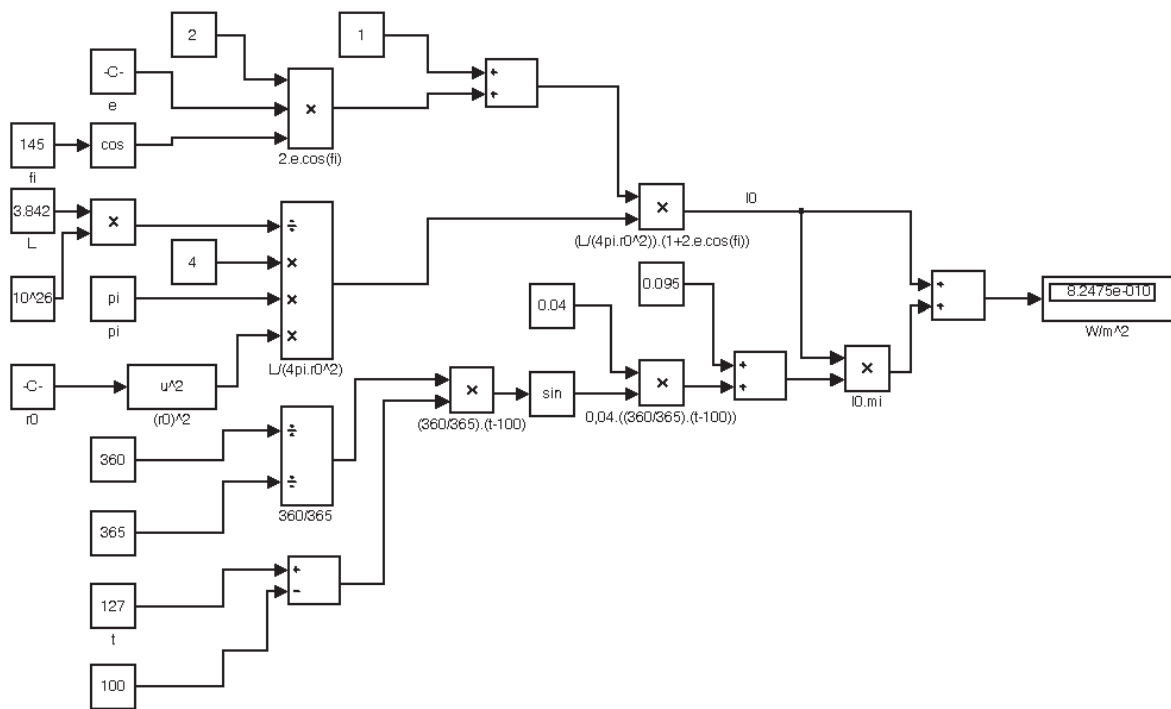 2
1
-C-
e
×
2.e.cos(fi)
+
+
145
fi
cos
3.842
L
×
10^26
pi
pi
4
÷
×
×
×
L/(4pi.r0^2)
×
(L/(4pi.r0^2)).(1+2.e.cos(fi))
I0
-C-
r0
u^2
(r0)^2
0.04
0.095
+
+
8.2475e-010
W/m^2
×
(360/365).(t-100)
sin
×
0,04.((360/365).(t-100))
+
+
×
I0.mi
360
365
÷
÷
360/365
127
t
100
+
−